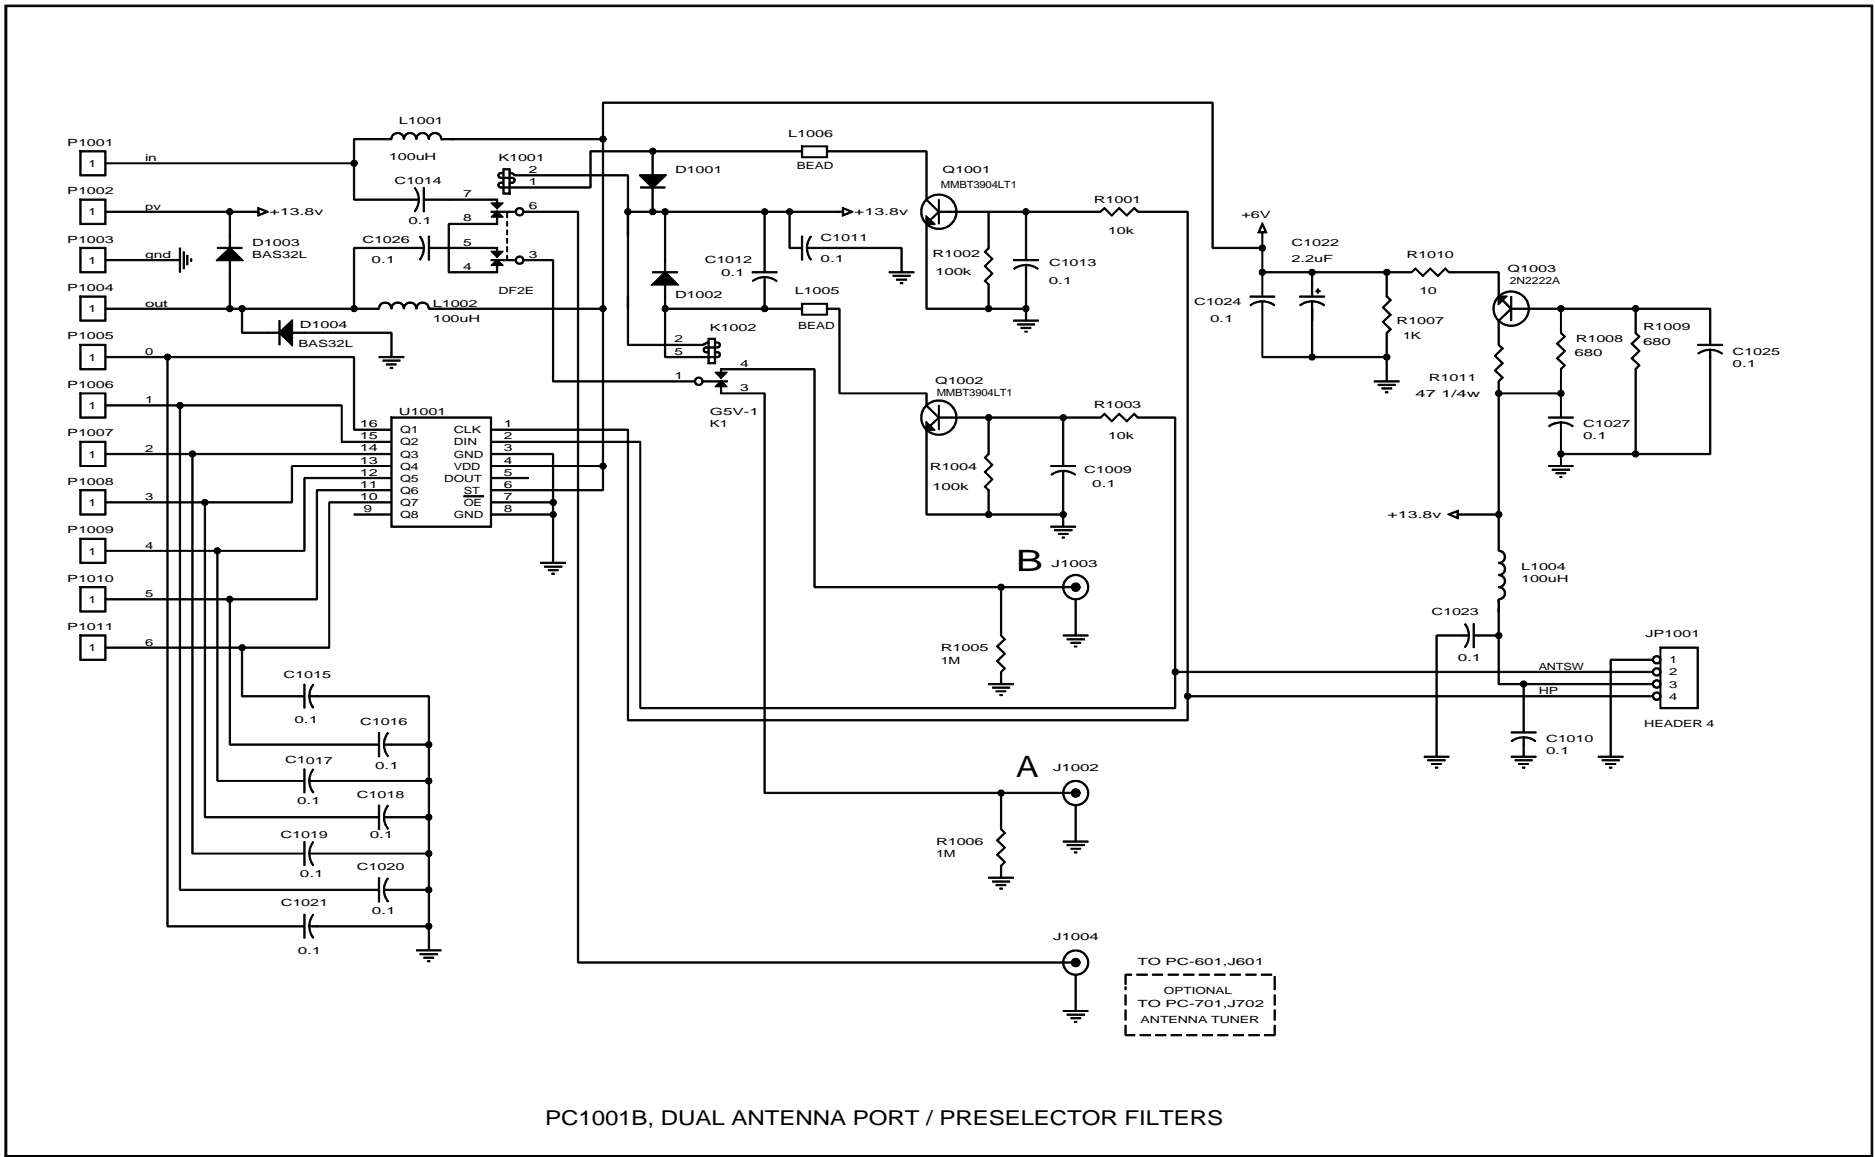 P1001
1
in
P1002
1
pv
+13.8v
P1003
1
gnd
D1003
BAS32L
P1004
1
out
D1004
BAS32L
P1005
1
0
P1006
1
1
P1007
1
2
P1008
1
3
P1009
1
4
P1010
1
5
P1011
1
6
L1001
100uH
C1014
0.1
C1026
0.1
L1002
100uH
K1001
2
1
7
8
5
4
6
3
DF2E
U1001
16 Q1 CLK 1
15 Q2 DIN 2
14 Q3 GND 3
13 Q4 VDD 4
12 Q5 DOUT 5
11 Q6 ST 6
10 Q7 OE 7
9 Q8 GND 8
C1015
0.1
C1016
0.1
C1017
0.1
C1018
0.1
C1019
0.1
C1020
0.1
C1021
0.1
D1001
L1006
BEAD
+13.8v
C1011
0.1
C1012
0.1
D1002
L1005
BEAD
K1002
2
5
1
4
3
G5V-1
K1
Q1001
MMBT3904LT1
R1001
10k
R1002
100k
C1013
0.1
Q1002
MMBT3904LT1
R1003
10k
R1004
100k
C1009
0.1
B
J1003
R1005
1M
A
J1002
R1006
1M
J1004
TO PC-601,J601
OPTIONAL
TO PC-701,J702
ANTENNA TUNER
+6V
C1022
2.2uF
+
C1024
0.1
R1010
10
R1007
1K
Q1003
2N2222A
R1008
680
R1009
680
C1025
0.1
R1011
47 1/4w
C1027
0.1
+13.8v
L1004
100uH
C1023
0.1
ANTSW
HP
C1010
0.1
JP1001
1
2
3
4
HEADER 4
PC1001B, DUAL ANTENNA PORT / PRESELECTOR FILTERS